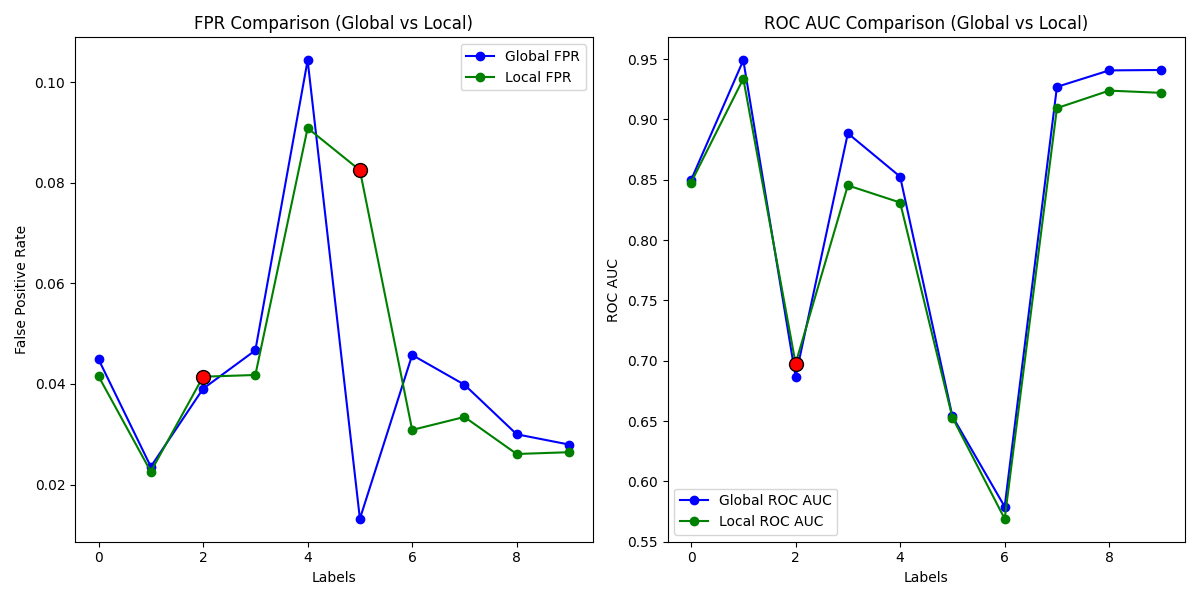 FPR Comparison (Global vs Local)
Global FPR
Local FPR
0.10
0.08
0.06
0.04
0.02
False Positive Rate
0
2
4
6
8
Labels
ROC AUC Comparison (Global vs Local)
0.95
0.90
0.85
0.80
0.75
0.70
0.65
0.60
0.55
ROC AUC
Global ROC AUC
Local ROC AUC
0
2
4
6
8
Labels